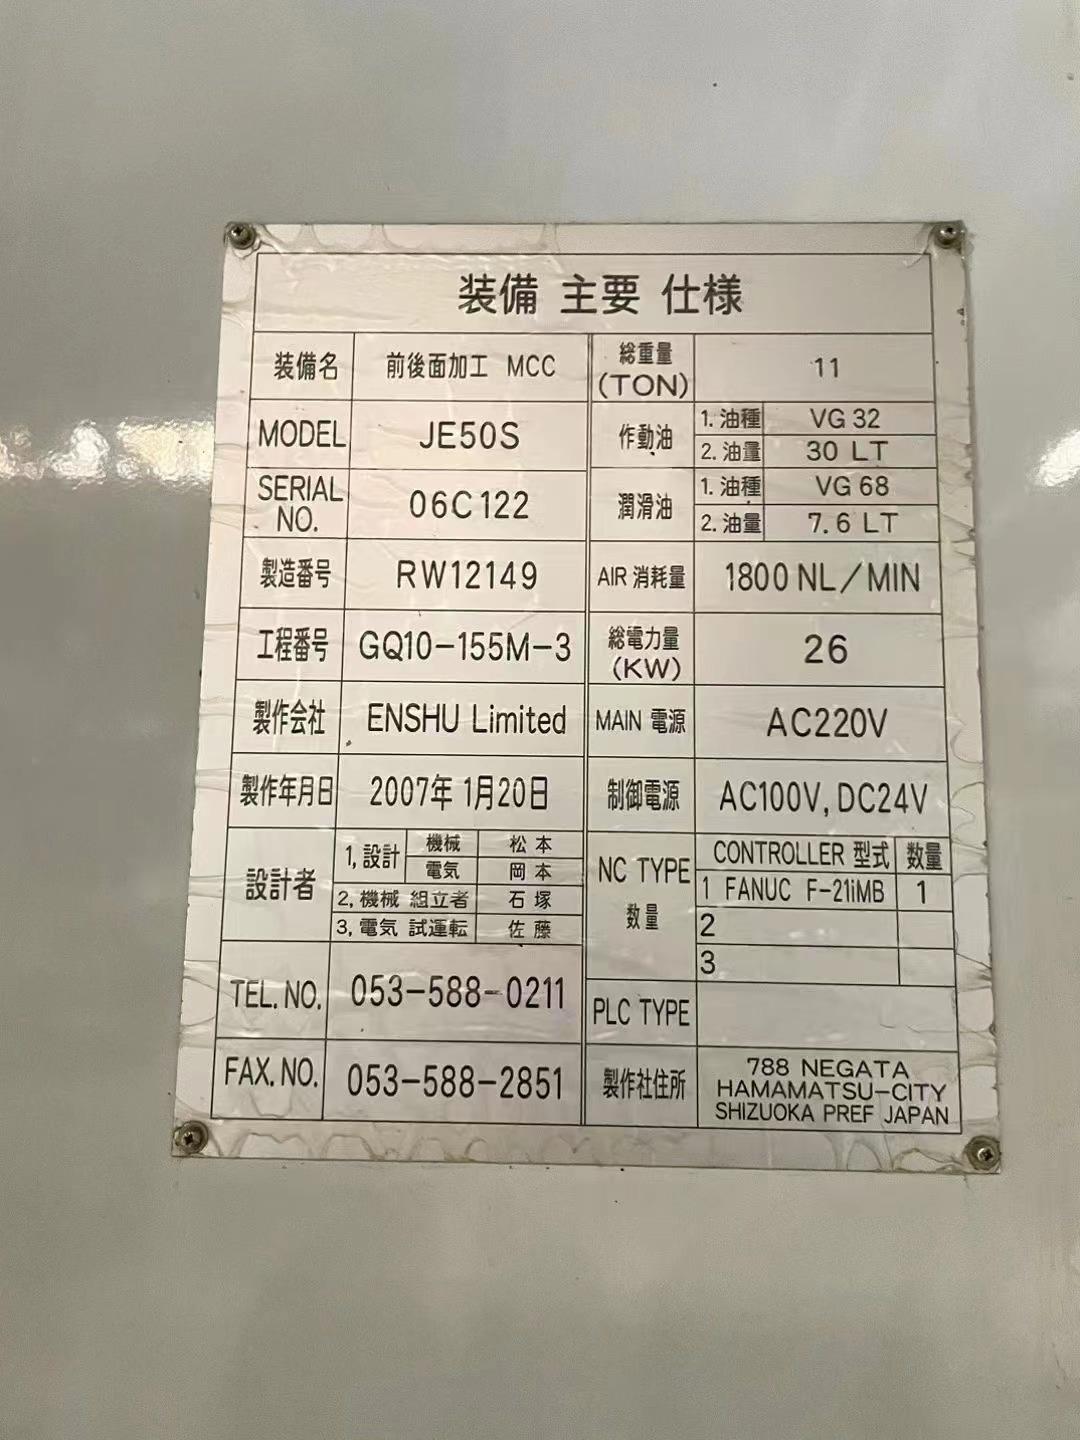 装備 主要 仕様
装備名 前後面加工 MCC
MODEL JE50S
SERIAL NO. 06C122
製造番号 RW12149
工程番号 GQ10-155M-3
製作会社 ENSHU Limited
製作年月日 2007年 1月20日
設計者 1, 設計 機械 松本
電気 岡本
2, 機械 組立者 石塚
3, 電気 試運転 佐藤
TEL. NO. 053-588-0211
FAX. NO. 053-588-2851
総重量 (TON) 11
作動油 1. 油種 VG 32
2. 油量 30 LT
潤滑油 1. 油種 VG 68
2. 油量 7.6 LT
AIR 消耗量 1800 NL/MIN
総電力量 (KW) 26
MAIN 電源 AC220V
制御電源 AC100V, DC24V
NC TYPE 数量 CONTROLLER 型式 数量
1 FANUC F-21iMB 1
2
3
PLC TYPE
製作社住所 788 NEGATA
HAMAMATSU-CITY
SHIZUOKA PREF JAPAN